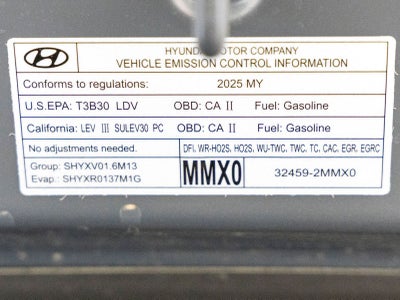 HYUNDAI MOTOR COMPANY
VEHICLE EMISSION CONTROL INFORMATION
Conforms to regulations: 2025 MY
U.S.EPA: T3B30 LDV OBD: CA II Fuel: Gasoline
California: LEV III SULEV30 PC OBD: CA II Fuel: Gasoline
No adjustments needed. DFI, WR-HO2S, HO2S, WU-TWC, TWC, TC, CAC, EGR, EGRC
Group: SHYXV01.6M13
Evap.: SHYXR0137M1G
MMX0 32459-2MMX0